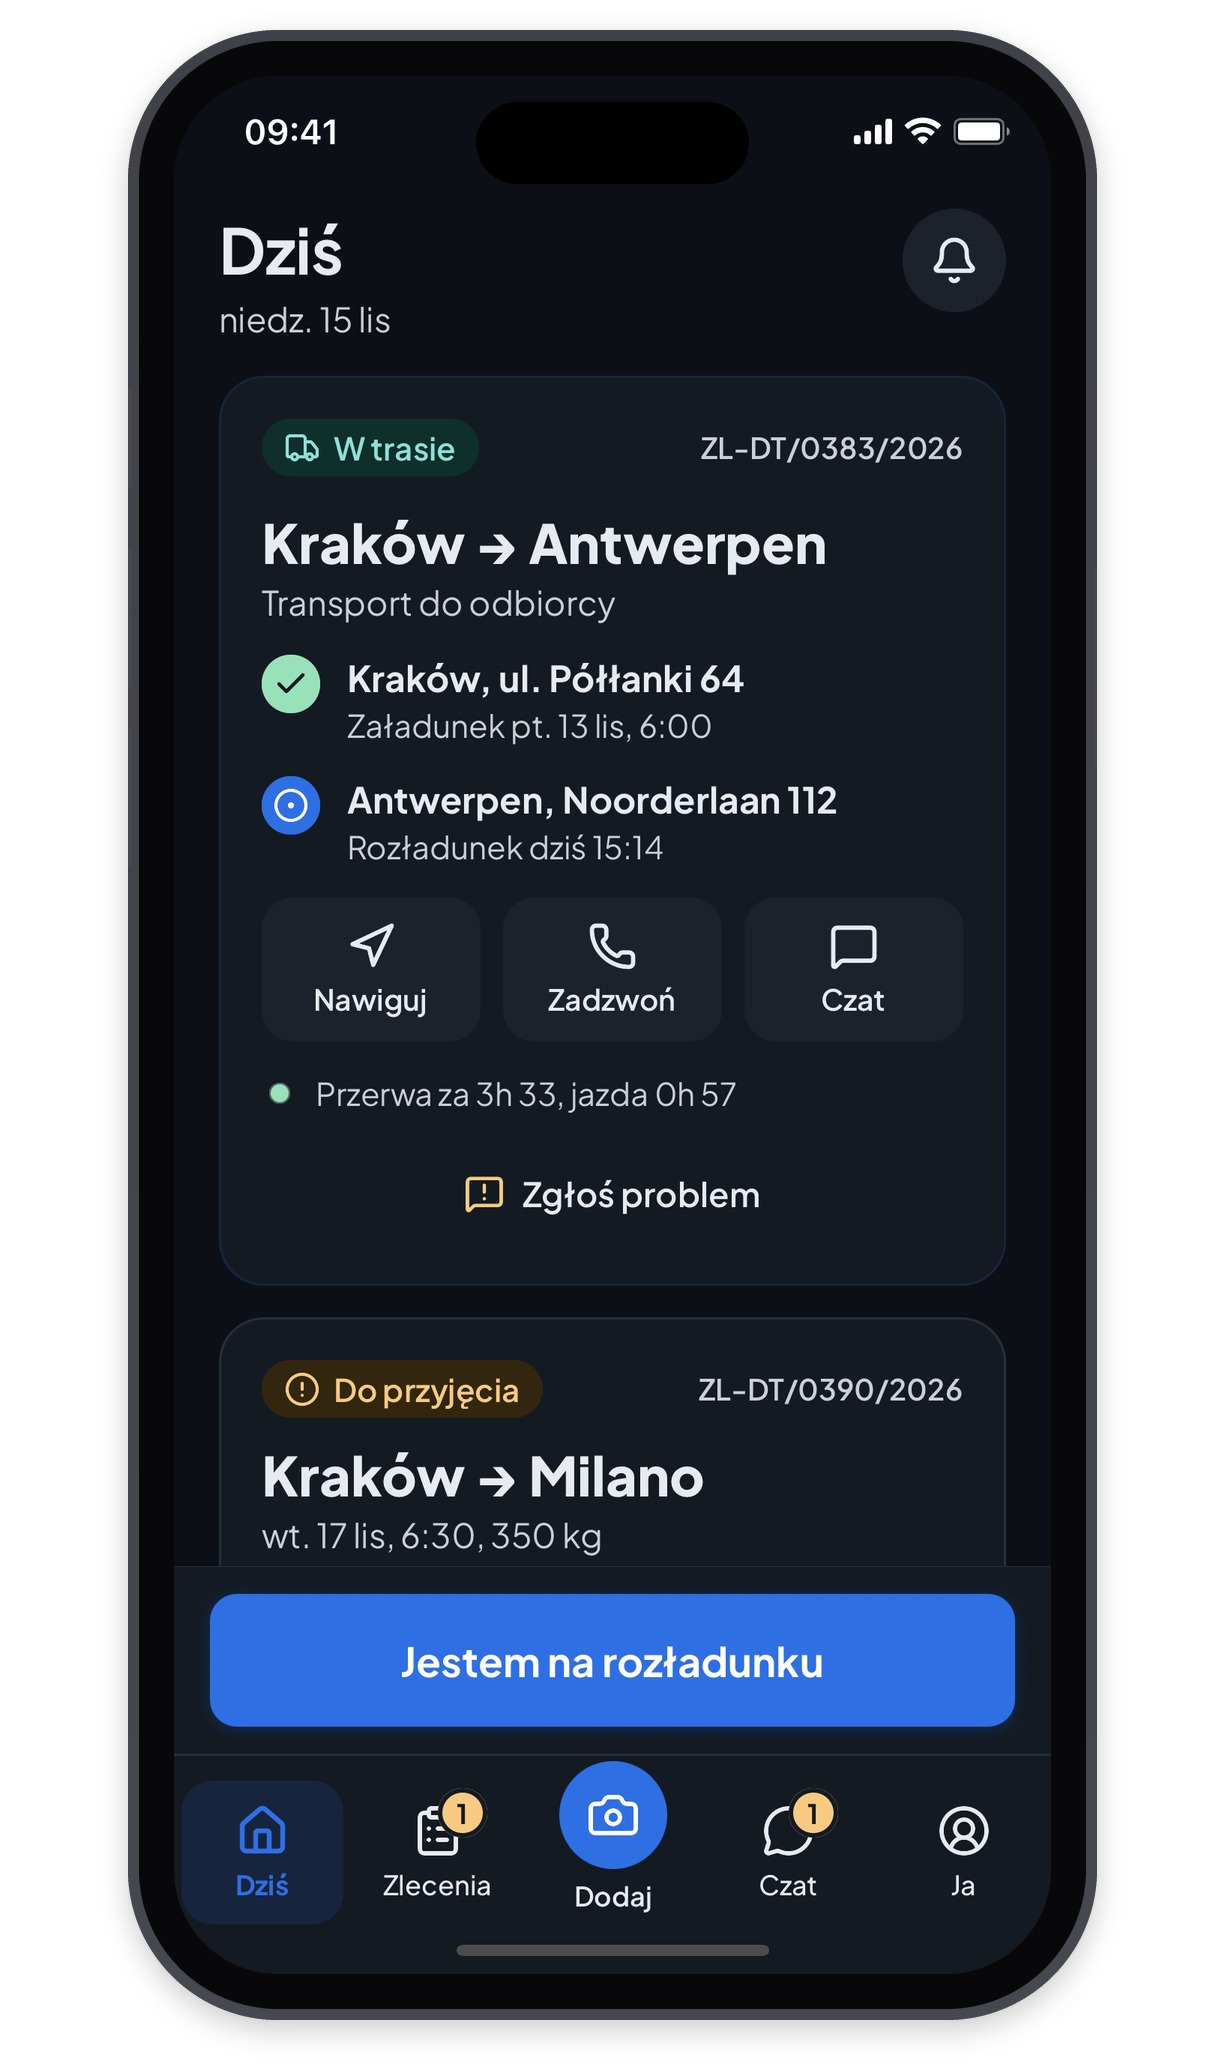 09:41
Dziś
niedz. 15 lis
W trasie
ZL-DT/0383/2026
Kraków → Antwerpen
Transport do odbiorcy
Kraków, ul. Półłanki 64
Załadunek pt. 13 lis, 6:00
Antwerpen, Noorderlaan 112
Rozładunek dziś 15:14
Nawiguj
Zadzwoń
Czat
Przerwa za 3h 33, jazda 0h 57
Zgłoś problem
Do przyjęcia
ZL-DT/0390/2026
Kraków → Milano
wt. 17 lis, 6:30, 350 kg
Jestem na rozładunku
Dziś
1
Zlecenia
Dodaj
1
Czat
Ja